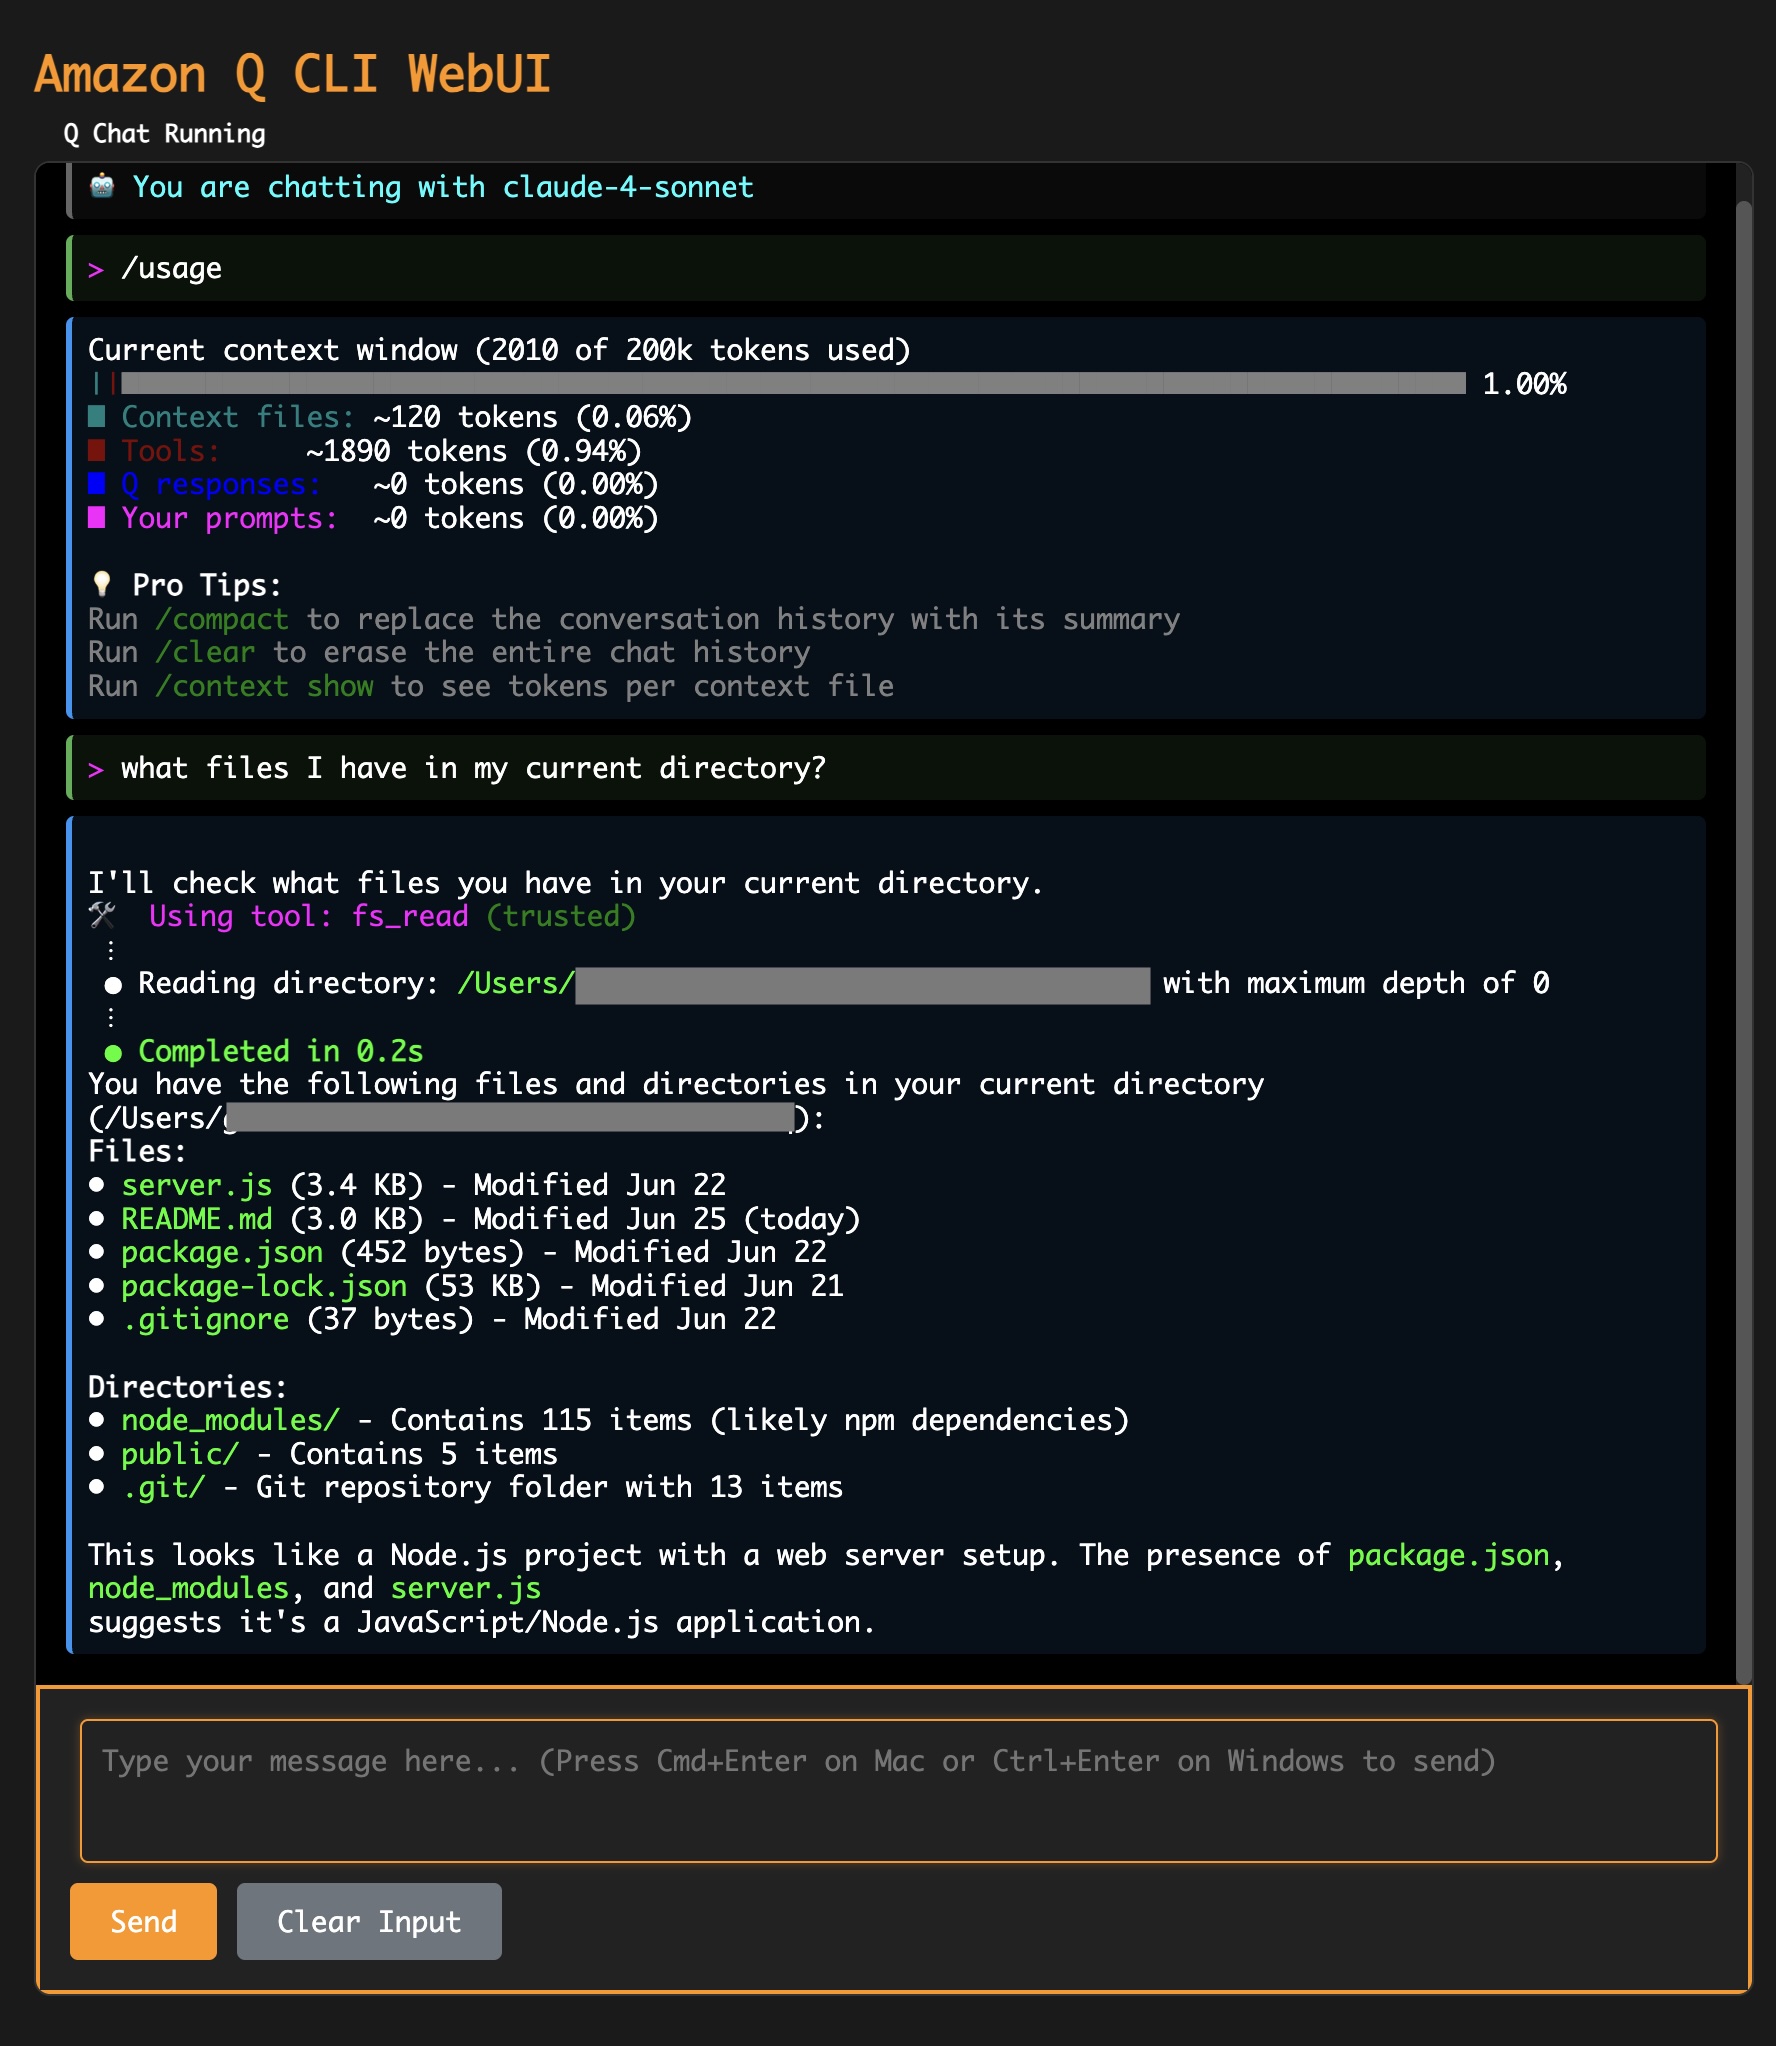 Amazon Q CLI WebUI
Q Chat Running
🤖 You are chatting with claude-4-sonnet
> /usage
Current context window (2010 of 200k tokens used)
1.00%
Context files: ~120 tokens (0.06%)
Tools: ~1890 tokens (0.94%)
Q responses: ~0 tokens (0.00%)
Your prompts: ~0 tokens (0.00%)
💡 Pro Tips:
Run /compact to replace the conversation history with its summary
Run /clear to erase the entire chat history
Run /context show to see tokens per context file
> what files I have in my current directory?
I'll check what files you have in your current directory.
🛠️ Using tool: fs_read (trusted)
⋮
● Reading directory: /Users/ with maximum depth of 0
⋮
● Completed in 0.2s
You have the following files and directories in your current directory
(/Users/ ):
Files:
● server.js (3.4 KB) - Modified Jun 22
● README.md (3.0 KB) - Modified Jun 25 (today)
● package.json (452 bytes) - Modified Jun 22
● package-lock.json (53 KB) - Modified Jun 21
● .gitignore (37 bytes) - Modified Jun 22
Directories:
● node_modules/ - Contains 115 items (likely npm dependencies)
● public/ - Contains 5 items
● .git/ - Git repository folder with 13 items
This looks like a Node.js project with a web server setup. The presence of package.json,
node_modules, and server.js
suggests it's a JavaScript/Node.js application.
Type your message here... (Press Cmd+Enter on Mac or Ctrl+Enter on Windows to send)
Send
Clear Input